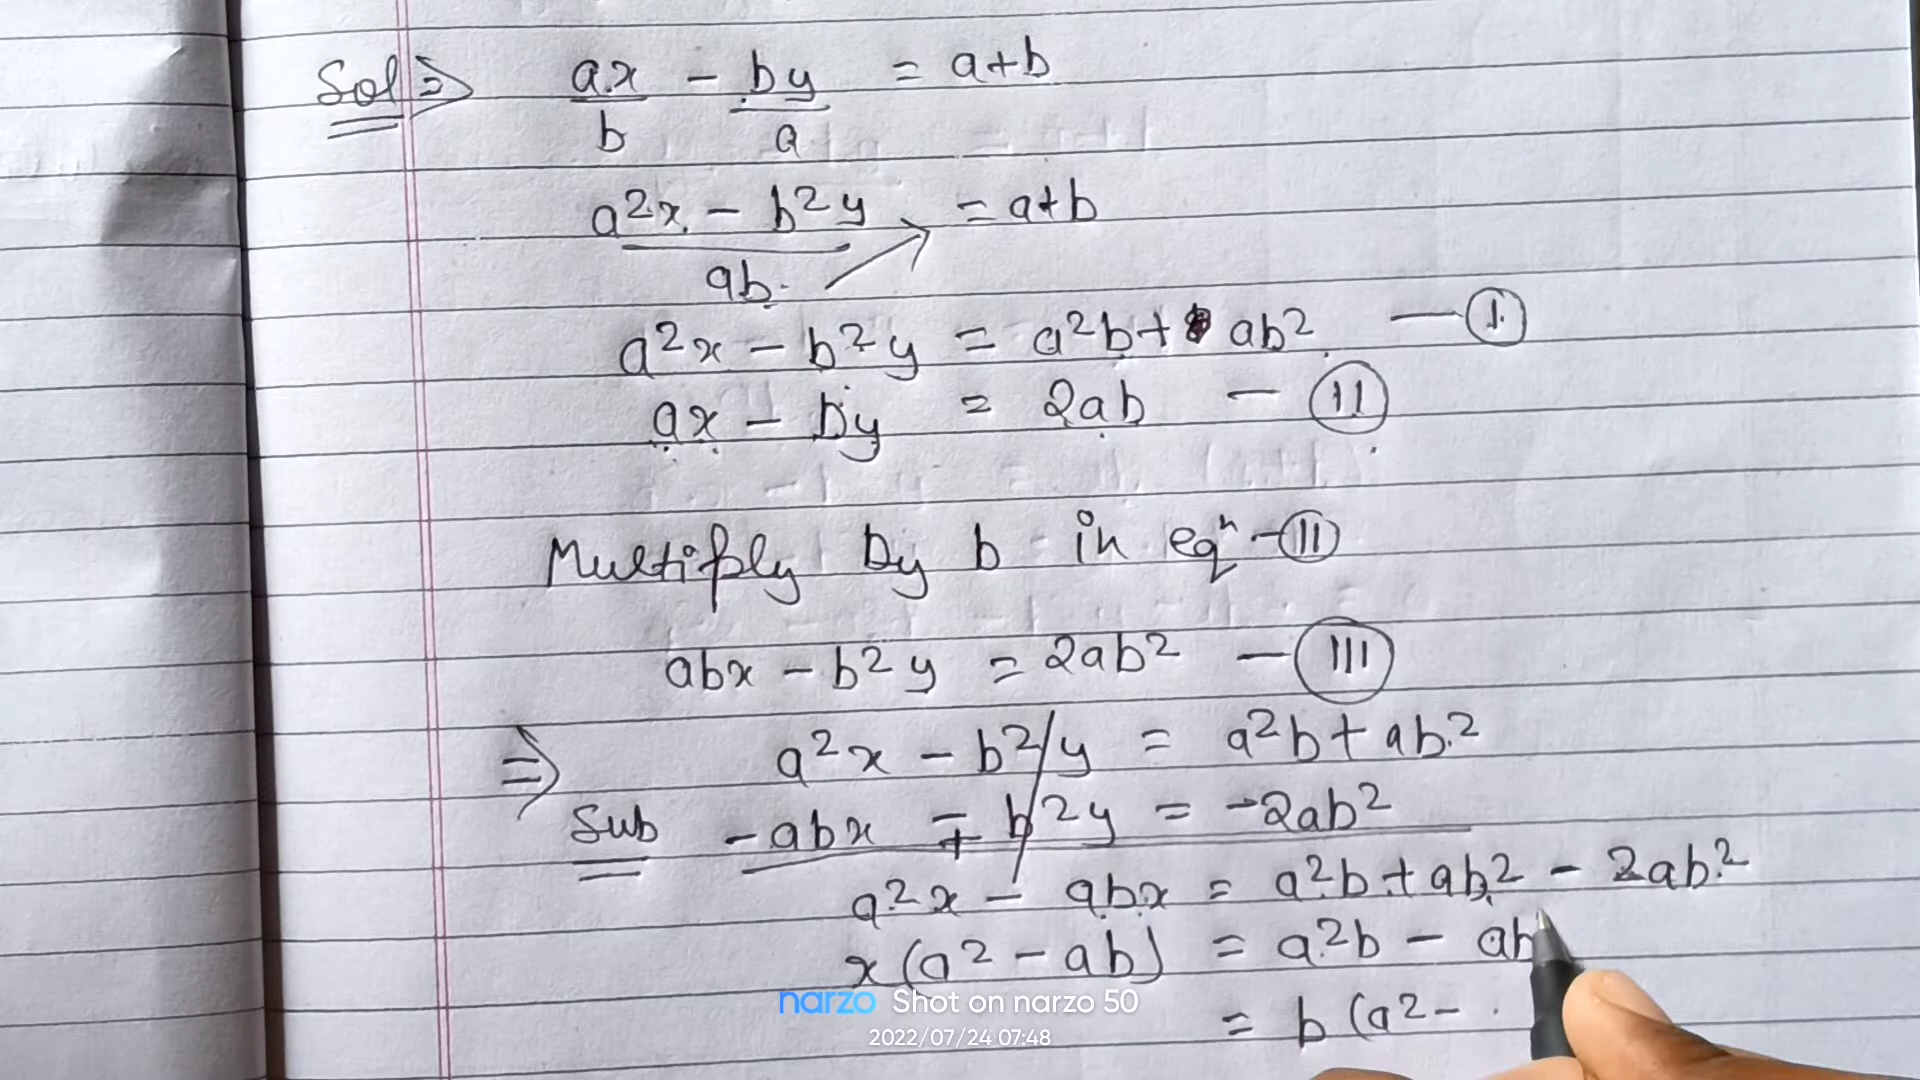 Sol ⇒ ax/b - by/a = a+b
a²x - b²y / ab = a+b
a²x - b²y = a²b + ab² — (I)
ax - by = 2ab — (II)
Multiply by b in eqⁿ - (II)
abx - b²y = 2ab² — (III)
⇒ a²x - b²y = a²b + ab²
Sub - abx ∓ b²y = -2ab²
a²x - abx = a²b + ab² - 2ab²
x(a² - ab) = a²b - ab
= b (a² -
narzo Shot on narzo 50
2022/07/24 07:48